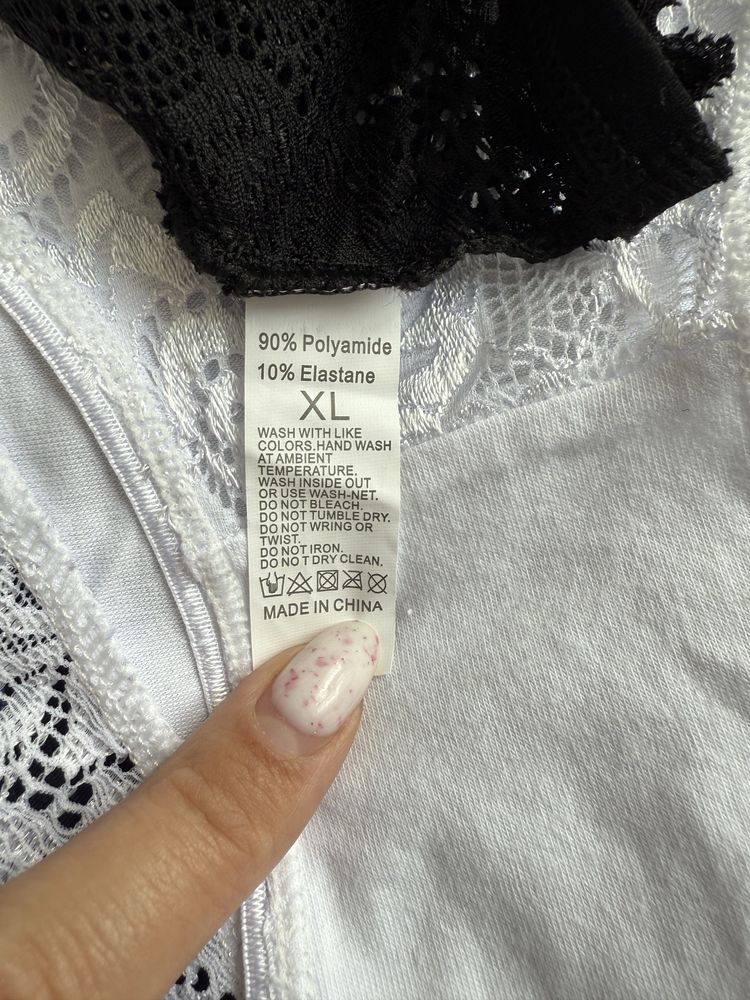 90% Polyamide
10% Elastane
XL
WASH WITH LIKE
COLORS.HAND WASH
AT AMBIENT
TEMPERATURE.
WASH INSIDE OUT
OR USE WASH-NET.
DO NOT BLEACH.
DO NOT TUMBLE DRY.
DO NOT WRING OR
TWIST.
DO NOT IRON.
DO NO T DRY CLEAN.
MADE IN CHINA